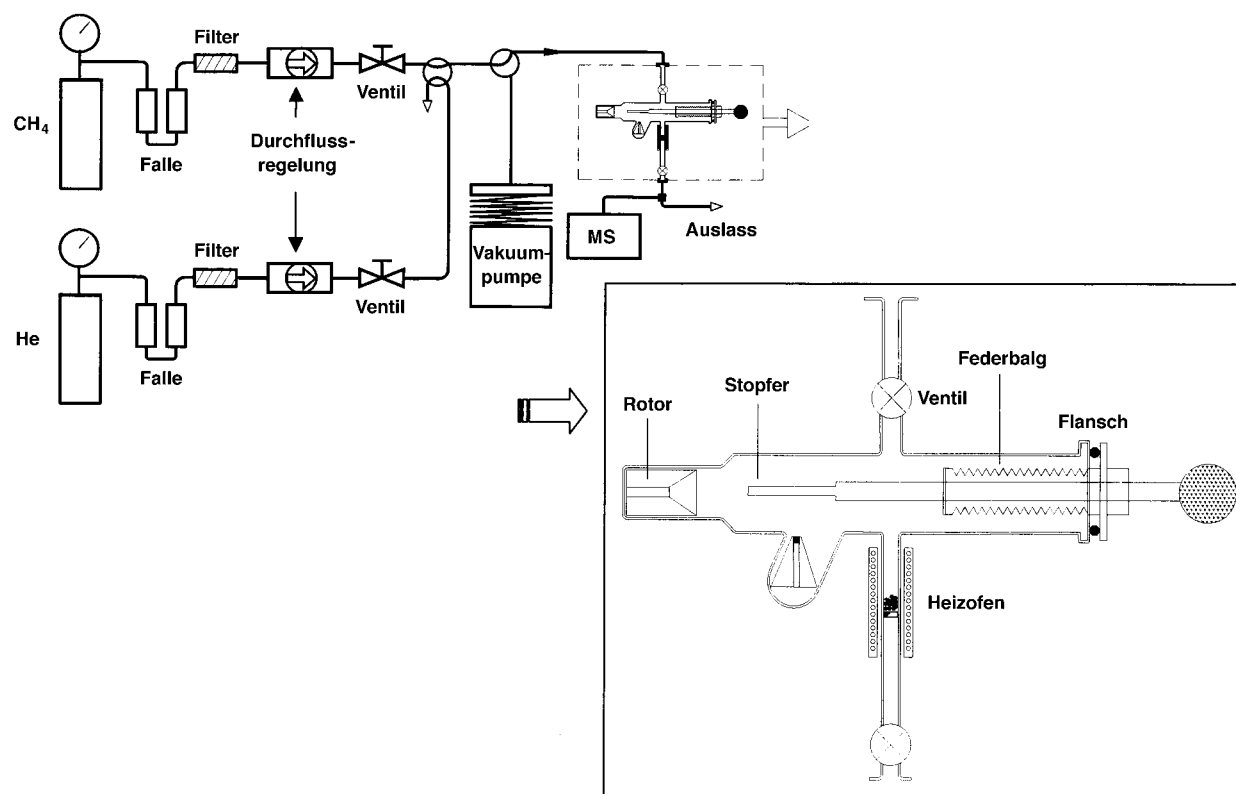 Filter
CH₄
Falle
Ventil
Durchfluss-
regelung
Filter
He
Falle
Ventil
Vakuum-
pumpe
MS
Auslass
Rotor
Stopfer
Ventil
Federbalg
Flansch
Heizofen